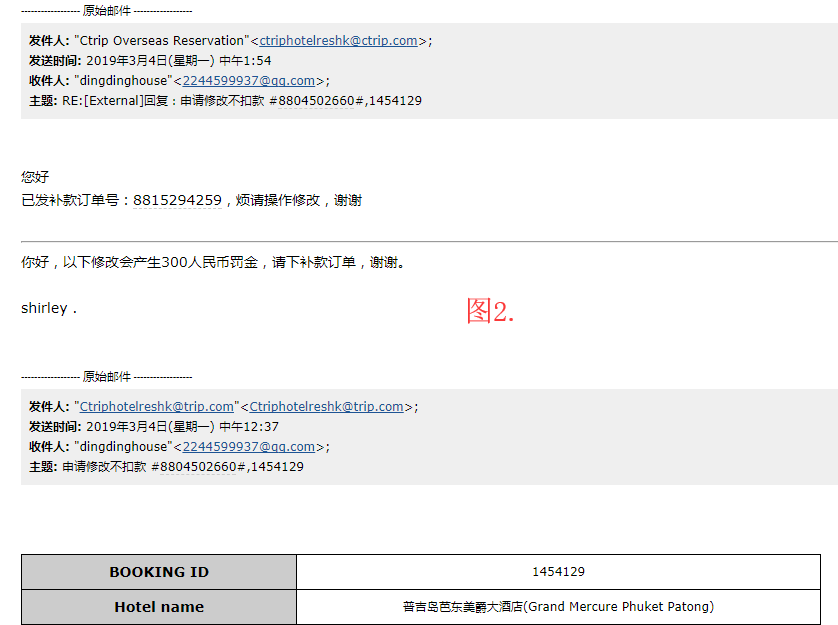 ------------------ 原始邮件 ------------------
发件人: "Ctrip Overseas Reservation"<ctriphotelreshk@ctrip.com>;
发送时间: 2019年3月4日(星期一) 中午1:54
收件人: "dingdinghouse"<2244599937@qq.com>;
主题: RE:[External]回复：申请修改不扣款 #8804502660#,1454129
您好
已发补款订单号：8815294259，烦请操作修改，谢谢
你好，以下修改会产生300人民币罚金，请下补款订单，谢谢。
shirley .
图2.
------------------ 原始邮件 ------------------
发件人: "Ctriphotelreshk@trip.com"<Ctriphotelreshk@trip.com>;
发送时间: 2019年3月4日(星期一) 中午12:37
收件人: "dingdinghouse"<2244599937@qq.com>;
主题: 申请修改不扣款 #8804502660#,1454129
BOOKING ID 1454129
Hotel name 普吉岛芭东美爵大酒店(Grand Mercure Phuket Patong)